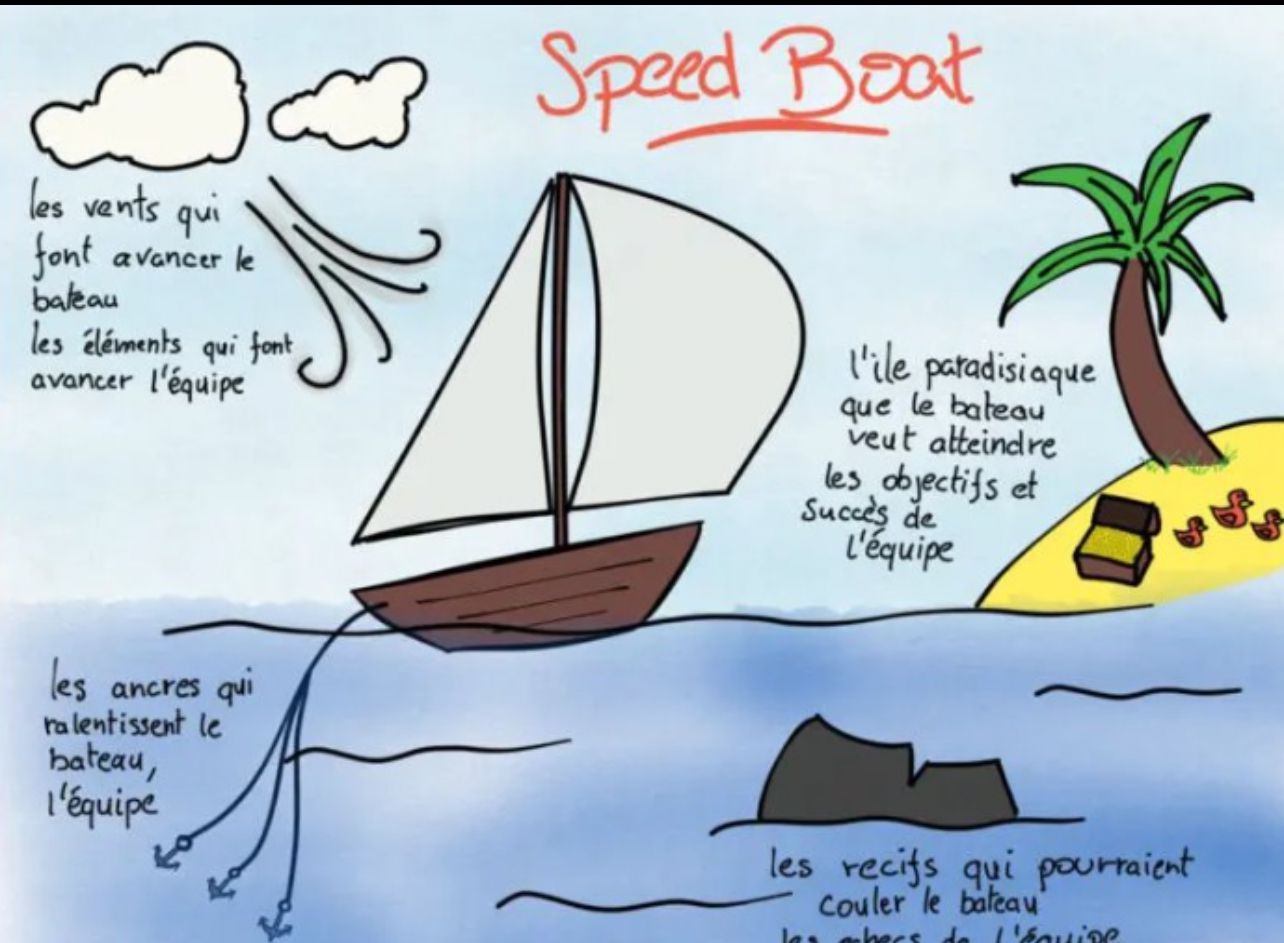 Speed Boat
les vents qui
font avancer le
bateau
les éléments qui font
avancer l'équipe
l'ile paradisiaque
que le bateau
veut atteindre
les objectifs et
succès de
l'équipe
les ancres qui
ralentissent le
bateau,
l'équipe
les recifs qui pourraient
couler le bateau
les echecs de l'équipe